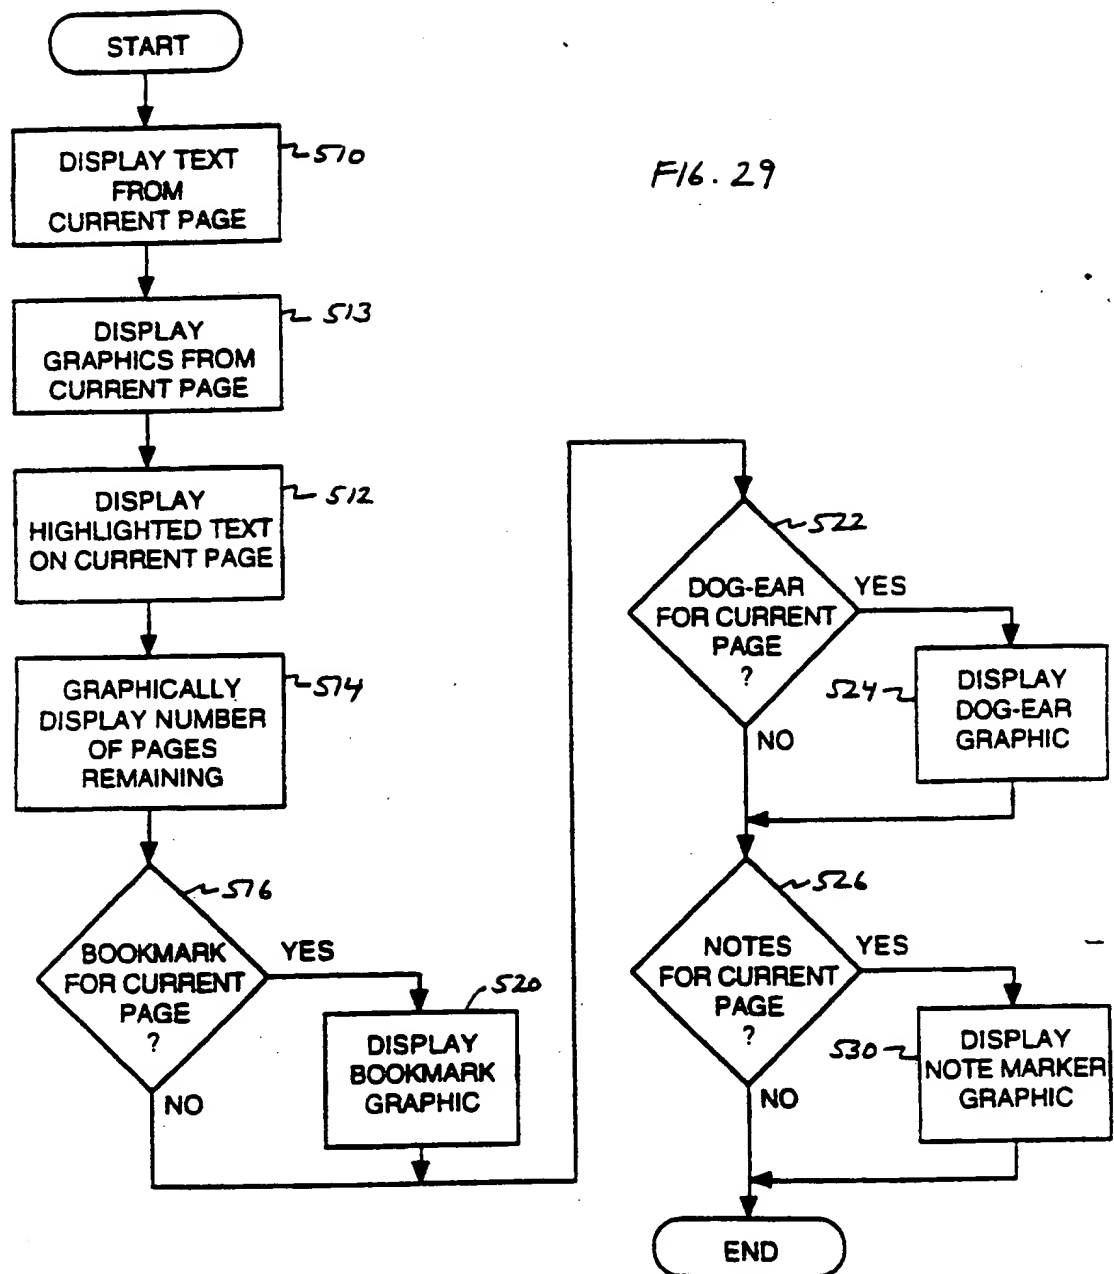 START
DISPLAY TEXT
FROM
CURRENT PAGE
510
FIG. 29
DISPLAY
GRAPHICS FROM
CURRENT PAGE
513
DISPLAY
HIGHLIGHTED TEXT
ON CURRENT PAGE
512
GRAPHICALLY
DISPLAY NUMBER
OF PAGES
REMAINING
514
516
BOOKMARK
FOR CURRENT
PAGE
?
YES
NO
520
DISPLAY
BOOKMARK
GRAPHIC
522
DOG-EAR
FOR CURRENT
PAGE
?
YES
NO
524
DISPLAY
DOG-EAR
GRAPHIC
526
NOTES
FOR CURRENT
PAGE
?
YES
NO
530
DISPLAY
NOTE MARKER
GRAPHIC
END